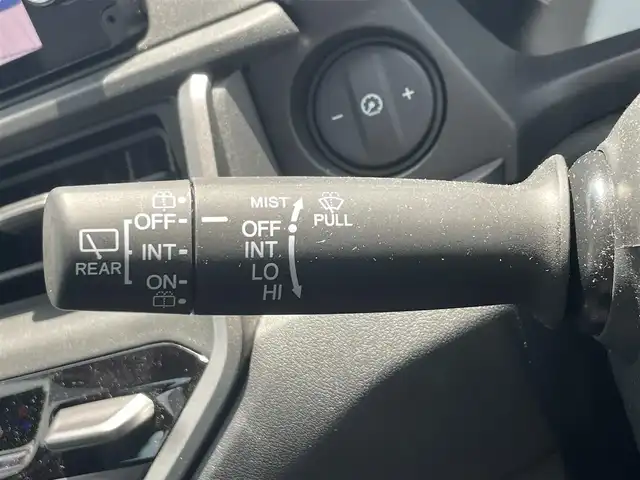 OFF
INT
ON
REAR
MIST
OFF
INT
LO
HI
PULL
- +